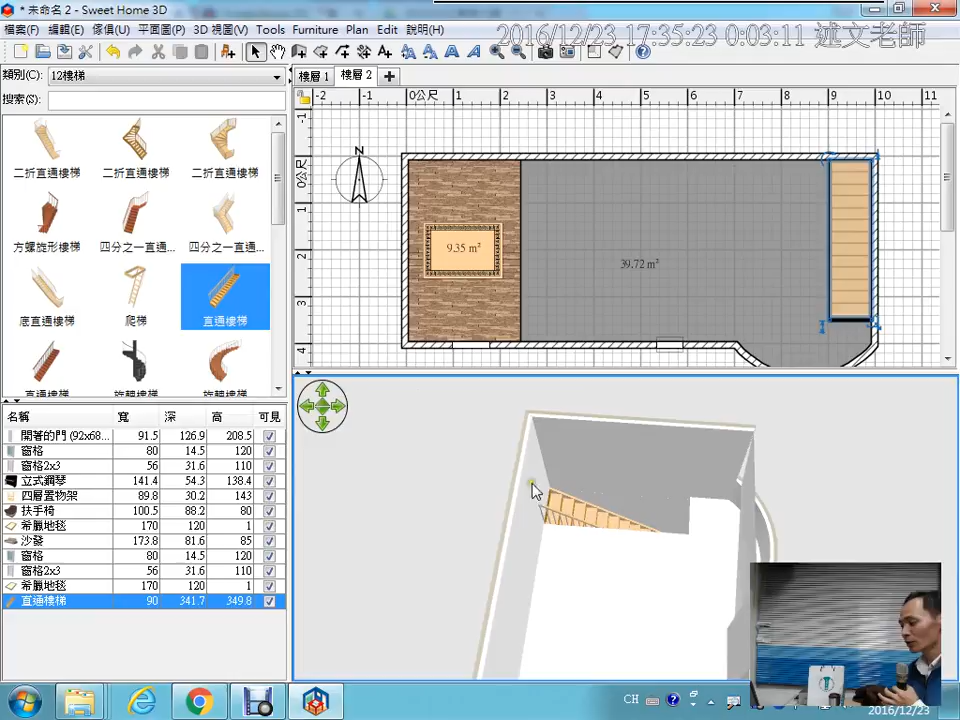 * 未命名 2 - Sweet Home 3D
檔案(F) 編輯(E) 傢俱(U) 平面圖(P) 3D 視圖(V) Tools Furniture Plan Edit 說明(H)
2016/12/23 17:35:23 0:03:11 述文老師
類別(C): 12樓梯
搜索(S):
二折直通樓梯 二折直通樓梯 二折直通樓梯
方螺旋形樓梯 四分之一直通... 四分之一直通...
底直通樓梯 爬梯 直通樓梯
樓層 1 樓層 2
-2 -1 0公尺 1 2 3 4 5 6 7 8 9 10 11
-1 0公尺 1 2 3 4
N
9.35 m²
39.72 m²
名稱 寬 深 高 可見
開著的門 (92x68... 91.5 126.9 208.5
窗格 80 14.5 120
窗格2x3 56 31.6 110
立式鋼琴 141.4 54.3 138.4
四層置物架 89.8 30.2 143
扶手椅 100.5 88.2 80
希臘地毯 170 120 1
沙發 173.8 81.6 85
窗格 80 14.5 120
窗格2x3 56 31.6 110
希臘地毯 170 120 1
直通樓梯 90 341.7 349.8
CH
2016/12/23